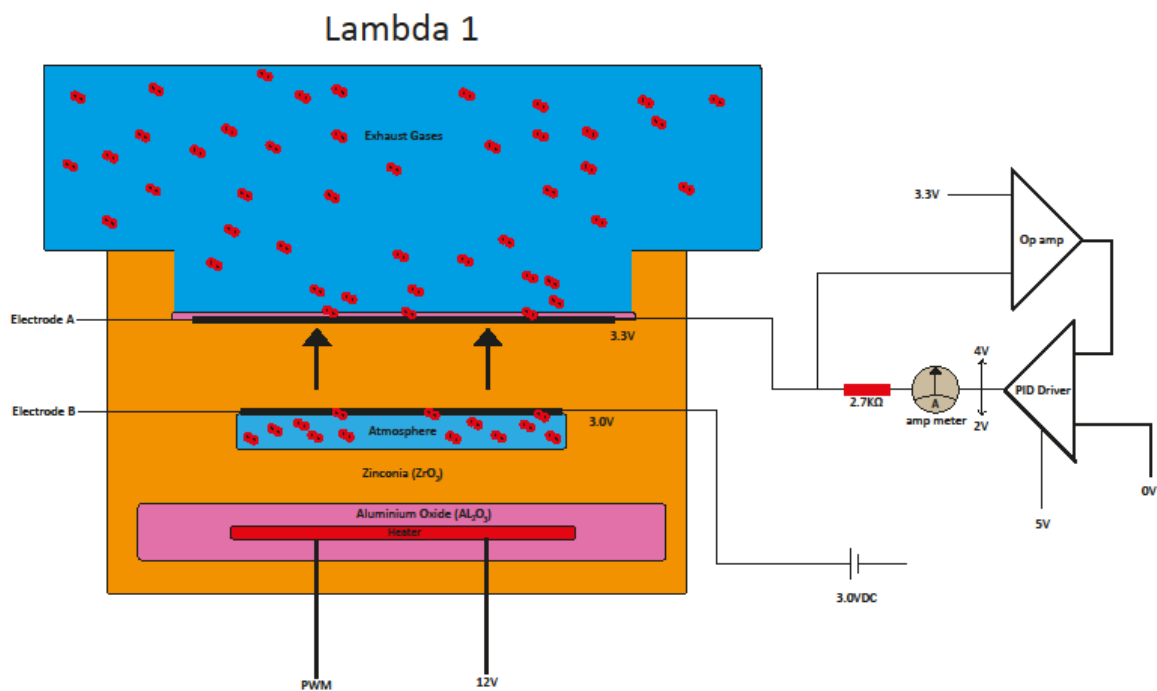 Lambda 1
Exhaust Gases
3.3V
Op amp
Electrode A
3.3V
4V
PID Driver
2.7KΩ
A
amp meter
2V
Electrode B
3.0V
Atmosphere
Zinconia (ZrO₂)
0V
Aluminium Oxide (AL₂O₃)
5V
Heater
3.0VDC
PWM
12V